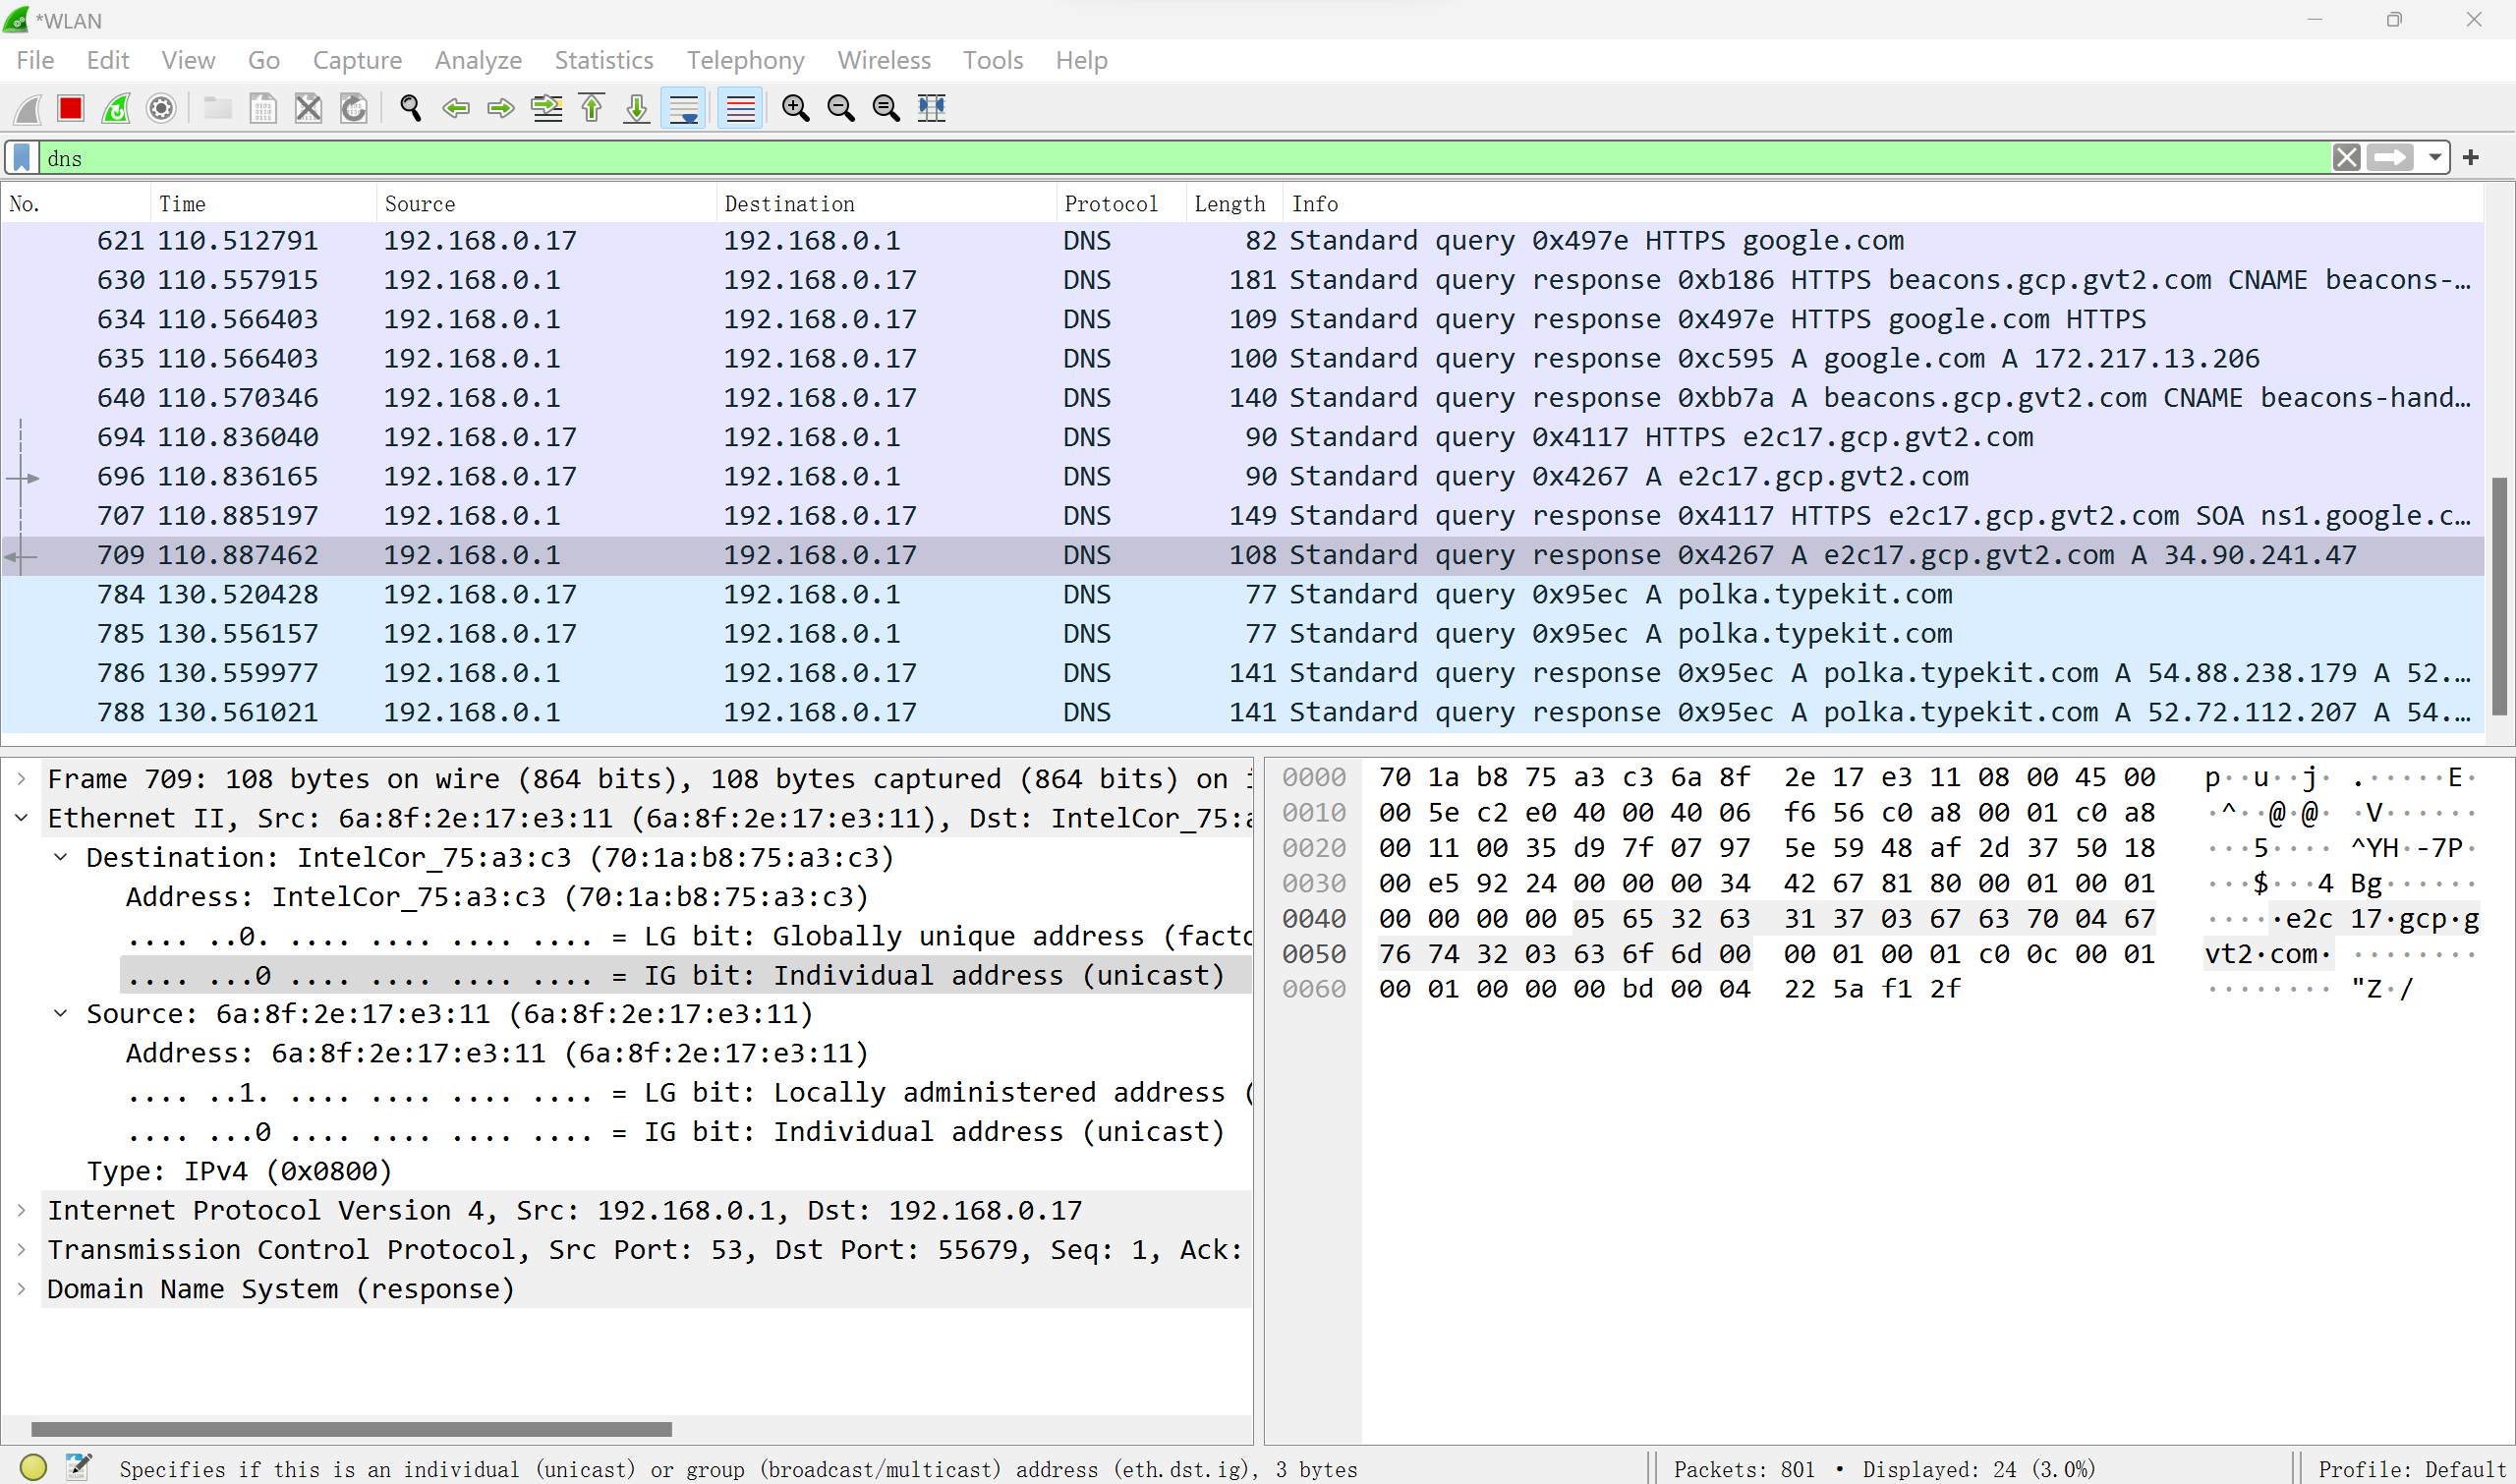 *WLAN
File Edit View Go Capture Analyze Statistics Telephony Wireless Tools Help
dns
No. Time Source Destination Protocol Length Info
621 110.512791 192.168.0.17 192.168.0.1 DNS 82 Standard query 0x497e HTTPS google.com
630 110.557915 192.168.0.1 192.168.0.17 DNS 181 Standard query response 0xb186 HTTPS beacons.gcp.gvt2.com CNAME beacons-…
634 110.566403 192.168.0.1 192.168.0.17 DNS 109 Standard query response 0x497e HTTPS google.com HTTPS
635 110.566403 192.168.0.1 192.168.0.17 DNS 100 Standard query response 0xc595 A google.com A 172.217.13.206
640 110.570346 192.168.0.1 192.168.0.17 DNS 140 Standard query response 0xbb7a A beacons.gcp.gvt2.com CNAME beacons-hand…
694 110.836040 192.168.0.17 192.168.0.1 DNS 90 Standard query 0x4117 HTTPS e2c17.gcp.gvt2.com
696 110.836165 192.168.0.17 192.168.0.1 DNS 90 Standard query 0x4267 A e2c17.gcp.gvt2.com
707 110.885197 192.168.0.1 192.168.0.17 DNS 149 Standard query response 0x4117 HTTPS e2c17.gcp.gvt2.com SOA ns1.google.c…
709 110.887462 192.168.0.1 192.168.0.17 DNS 108 Standard query response 0x4267 A e2c17.gcp.gvt2.com A 34.90.241.47
784 130.520428 192.168.0.17 192.168.0.1 DNS 77 Standard query 0x95ec A polka.typekit.com
785 130.556157 192.168.0.17 192.168.0.1 DNS 77 Standard query 0x95ec A polka.typekit.com
786 130.559977 192.168.0.1 192.168.0.17 DNS 141 Standard query response 0x95ec A polka.typekit.com A 54.88.238.179 A 52.…
788 130.561021 192.168.0.1 192.168.0.17 DNS 141 Standard query response 0x95ec A polka.typekit.com A 52.72.112.207 A 54.…
Frame 709: 108 bytes on wire (864 bits), 108 bytes captured (864 bits) on
Ethernet II, Src: 6a:8f:2e:17:e3:11 (6a:8f:2e:17:e3:11), Dst: IntelCor_75:a
Destination: IntelCor_75:a3:c3 (70:1a:b8:75:a3:c3)
Address: IntelCor_75:a3:c3 (70:1a:b8:75:a3:c3)
.... ..0. .... .... .... .... = LG bit: Globally unique address (facto
.... ...0 .... .... .... .... = IG bit: Individual address (unicast)
Source: 6a:8f:2e:17:e3:11 (6a:8f:2e:17:e3:11)
Address: 6a:8f:2e:17:e3:11 (6a:8f:2e:17:e3:11)
.... ..1. .... .... .... .... = LG bit: Locally administered address (
.... ...0 .... .... .... .... = IG bit: Individual address (unicast)
Type: IPv4 (0x0800)
Internet Protocol Version 4, Src: 192.168.0.1, Dst: 192.168.0.17
Transmission Control Protocol, Src Port: 53, Dst Port: 55679, Seq: 1, Ack:
Domain Name System (response)
0000 70 1a b8 75 a3 c3 6a 8f 2e 17 e3 11 08 00 45 00 p··u··j· .·····E·
0010 00 5e c2 e0 40 00 40 06 f6 56 c0 a8 00 01 c0 a8 ·^··@·@· ·V······
0020 00 11 00 35 d9 7f 07 97 5e 59 48 af 2d 37 50 18 ···5···· ^YH·-7P·
0030 00 e5 92 24 00 00 00 34 42 67 81 80 00 01 00 01 ···$···4 Bg······
0040 00 00 00 00 05 65 32 63 31 37 03 67 63 70 04 67 ·····e2c 17·gcp·g
0050 76 74 32 03 63 6f 6d 00 00 01 00 01 c0 0c 00 01 vt2·com· ········
0060 00 01 00 00 00 bd 00 04 22 5a f1 2f ········ "Z·/
Specifies if this is an individual (unicast) or group (broadcast/multicast) address (eth.dst.ig), 3 bytes
Packets: 801 • Displayed: 24 (3.0%)
Profile: Default